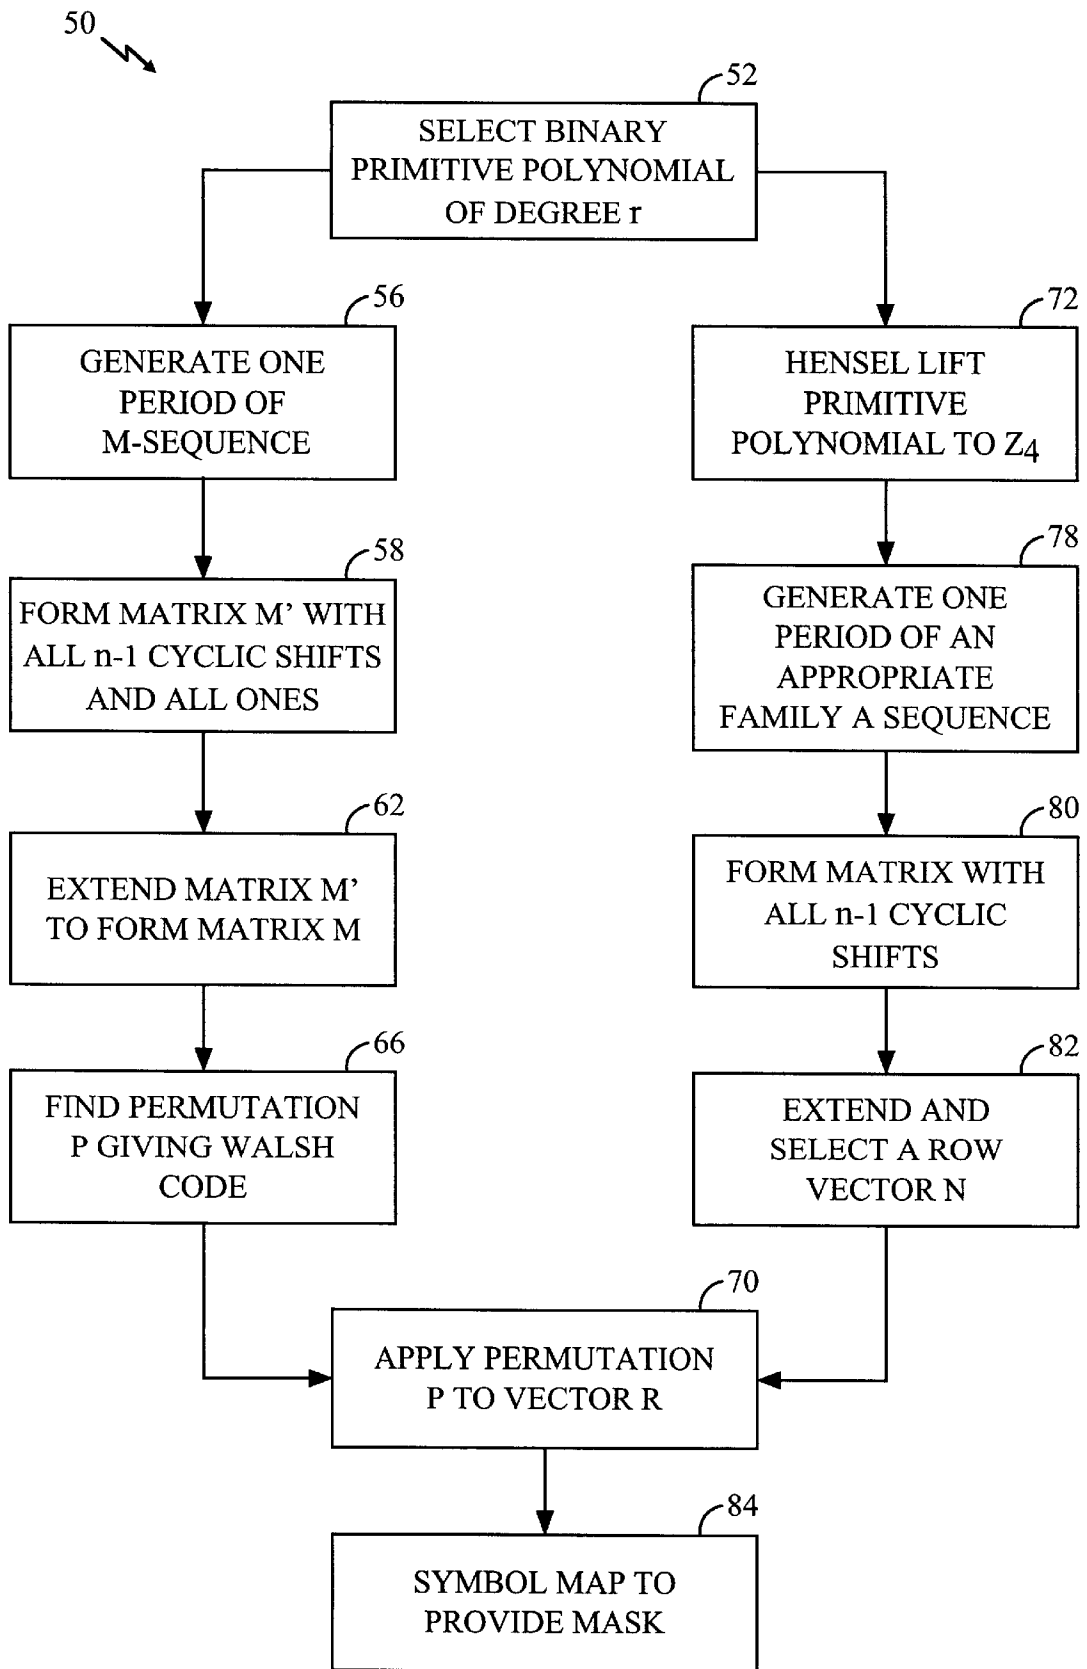 50
52
SELECT BINARY
PRIMITIVE POLYNOMIAL
OF DEGREE r
56
GENERATE ONE
PERIOD OF
M-SEQUENCE
72
HENSEL LIFT
PRIMITIVE
POLYNOMIAL TO Z4
58
FORM MATRIX M' WITH
ALL n-1 CYCLIC SHIFTS
AND ALL ONES
78
GENERATE ONE
PERIOD OF AN
APPROPRIATE
FAMILY A SEQUENCE
62
EXTEND MATRIX M'
TO FORM MATRIX M
80
FORM MATRIX WITH
ALL n-1 CYCLIC
SHIFTS
66
FIND PERMUTATION
P GIVING WALSH
CODE
82
EXTEND AND
SELECT A ROW
VECTOR N
70
APPLY PERMUTATION
P TO VECTOR R
84
SYMBOL MAP TO
PROVIDE MASK